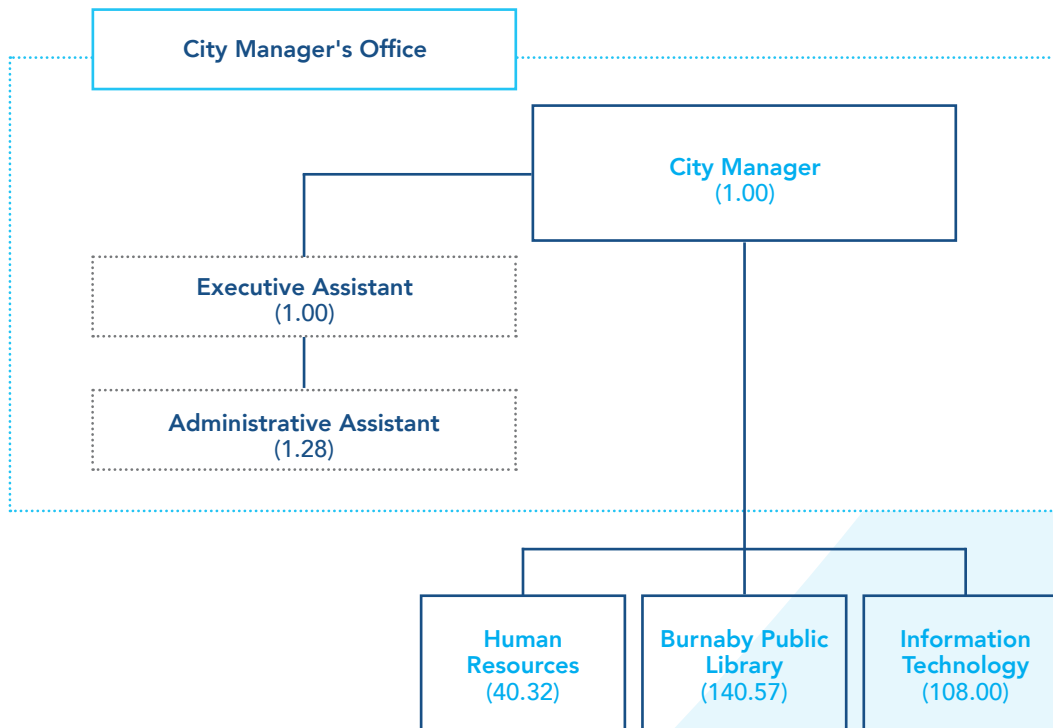 City Manager's Office
City Manager
(1.00)
Executive Assistant
(1.00)
Administrative Assistant
(1.28)
Human
Resources
(40.32)
Burnaby Public
Library
(140.57)
Information
Technology
(108.00)